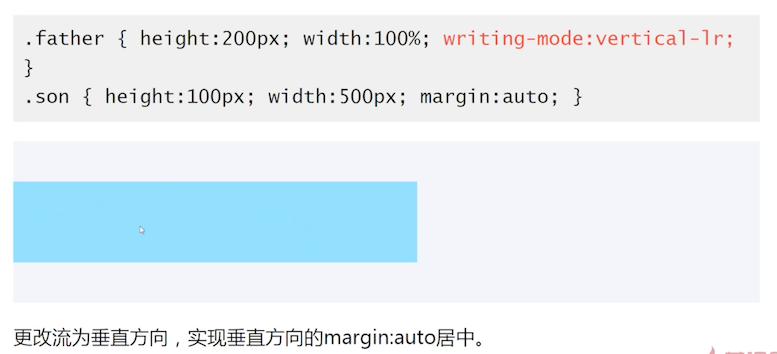 .father { height:200px; width:100%; writing-mode:vertical-lr;
}
.son { height:100px; width:500px; margin:auto; }
更改流为垂直方向，实现垂直方向的margin:auto居中。